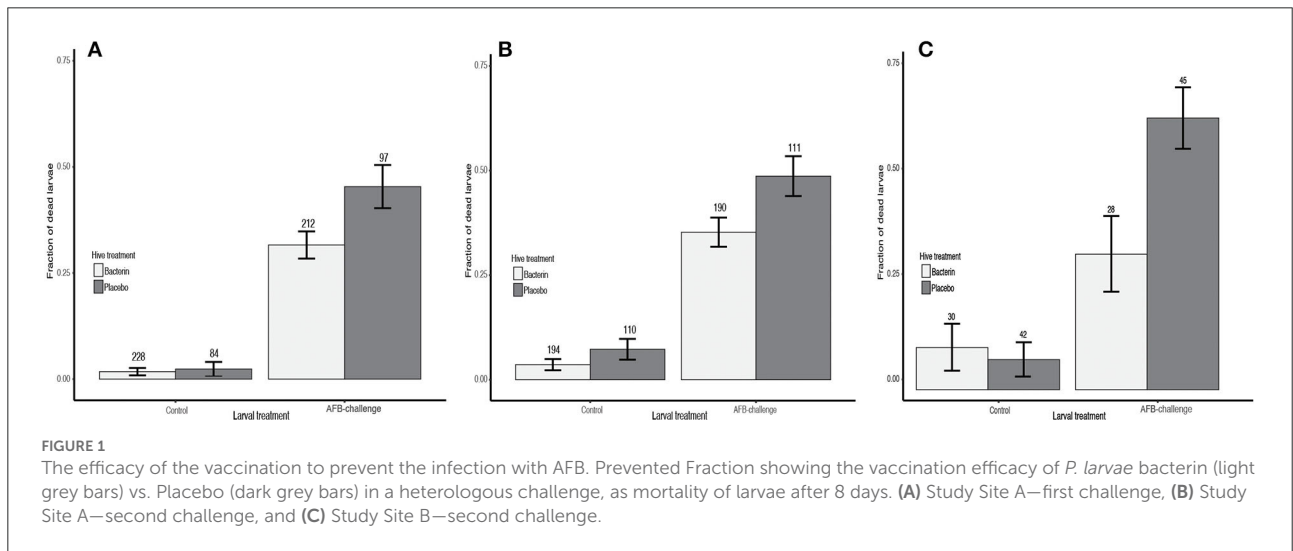 A
0.75
0.50
0.25
0.00
Fraction of dead larvae
Hive treatment
Bacterin
Placebo
228
84
212
97
Control
Larval treatment
AFB-challenge
B
0.75
0.50
0.25
0.00
Fraction of dead larvae
Hive treatment
Bacterin
Placebo
194
110
190
111
Control
Larval treatment
AFB-challenge
C
0.75
0.50
0.25
0.00
Fraction of dead larvae
Hive treatment
Bacterin
Placebo
30
42
28
45
Control
Larval treatment
AFB-challenge
FIGURE 1
The efficacy of the vaccination to prevent the infection with AFB. Prevented Fraction showing the vaccination efficacy of P. larvae bacterin (light
grey bars) vs. Placebo (dark grey bars) in a heterologous challenge, as mortality of larvae after 8 days. (A) Study Site A—first challenge, (B) Study
Site A—second challenge, and (C) Study Site B—second challenge.